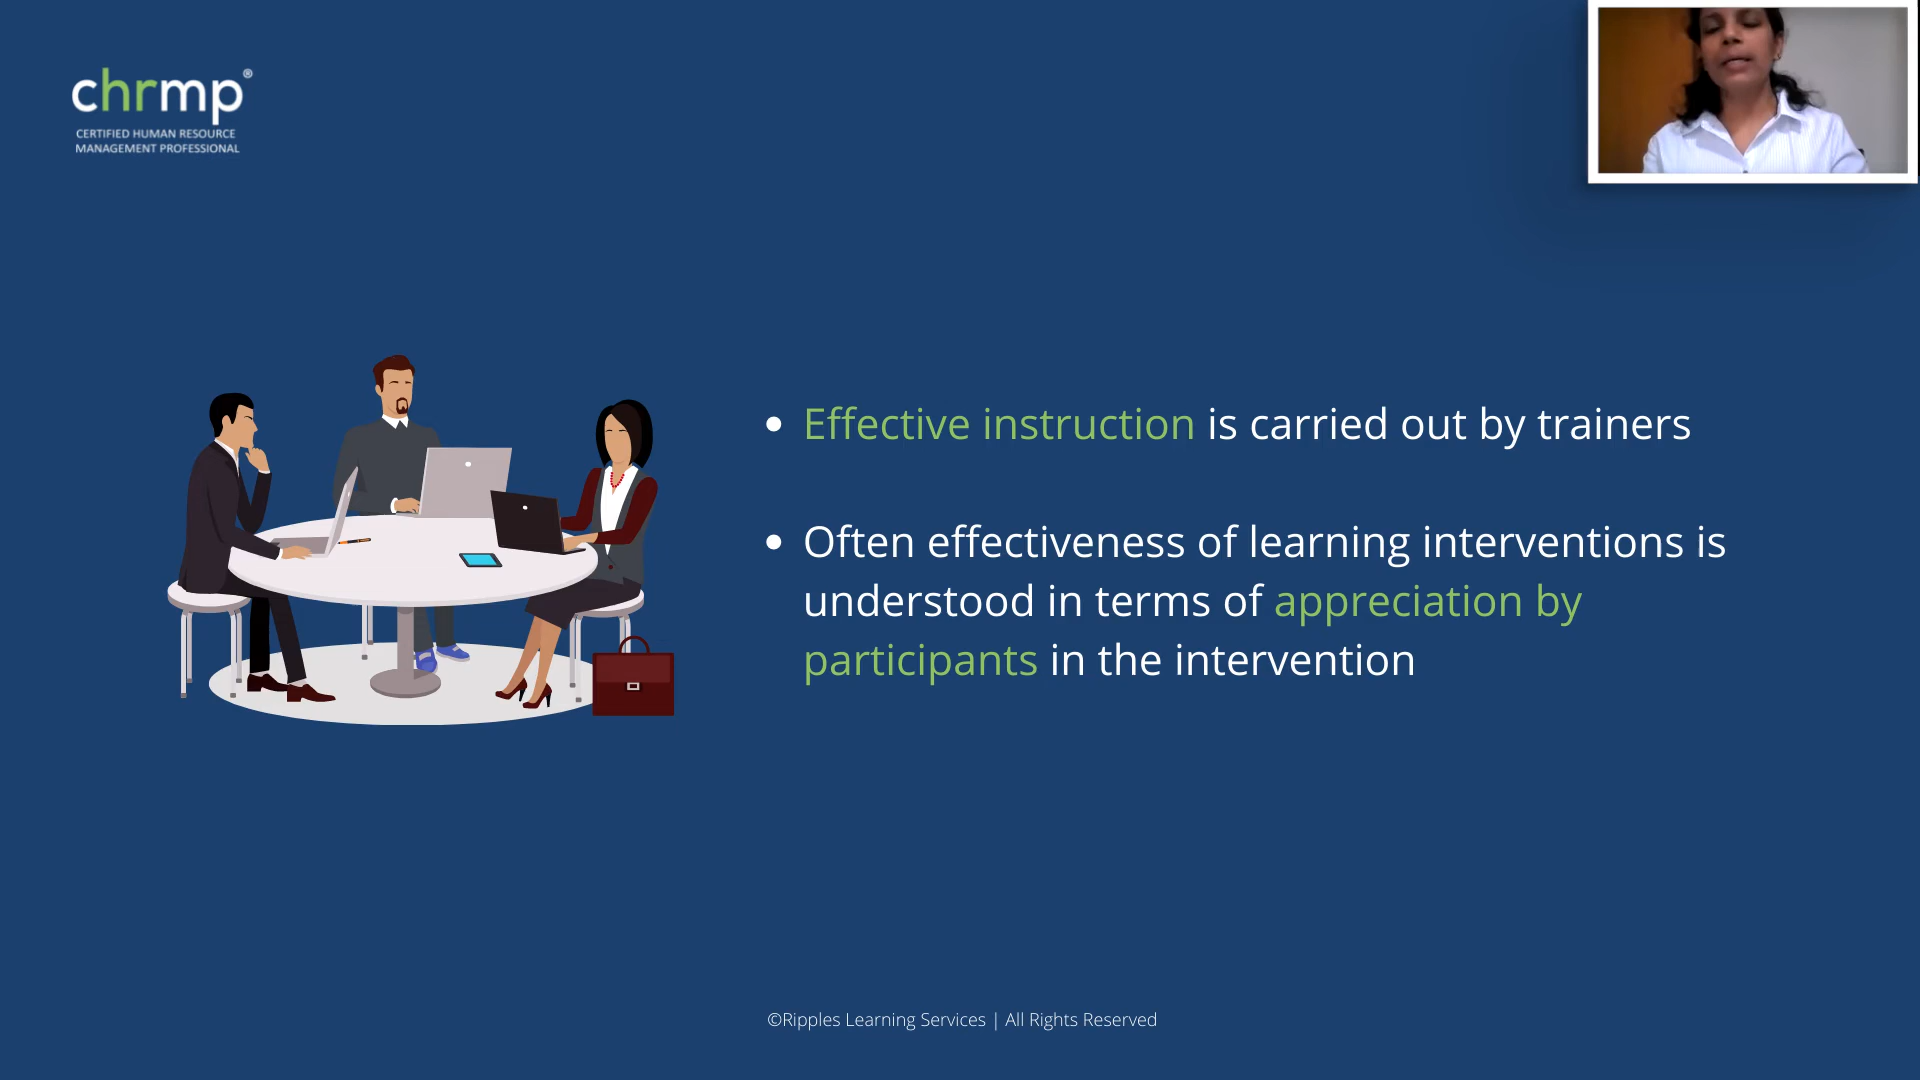 chrmp®
CERTIFIED HUMAN RESOURCE
MANAGEMENT PROFESSIONAL
• Effective instruction is carried out by trainers
• Often effectiveness of learning interventions is
understood in terms of appreciation by
participants in the intervention
©Ripples Learning Services | All Rights Reserved